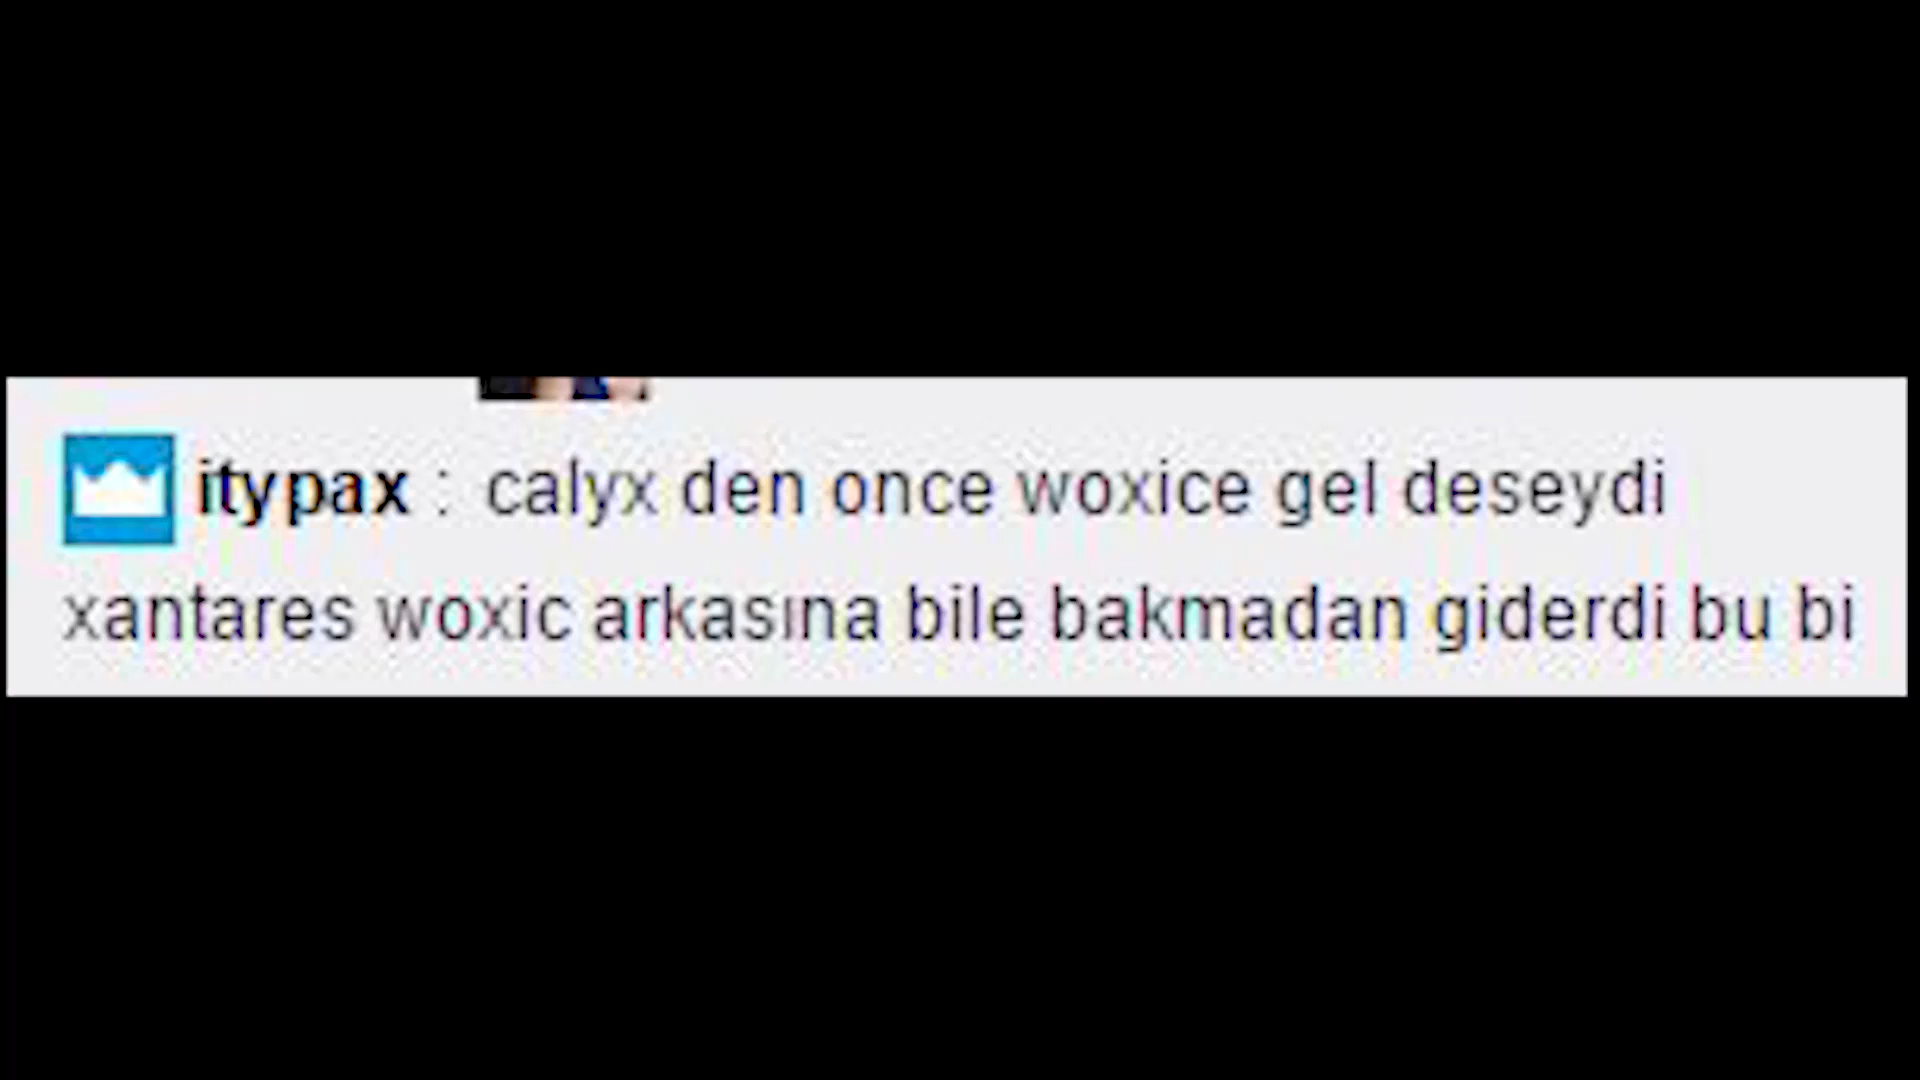 itypax : calyx den once woxice gel deseydi
xantares woxic arkasına bile bakmadan giderdi bu bi